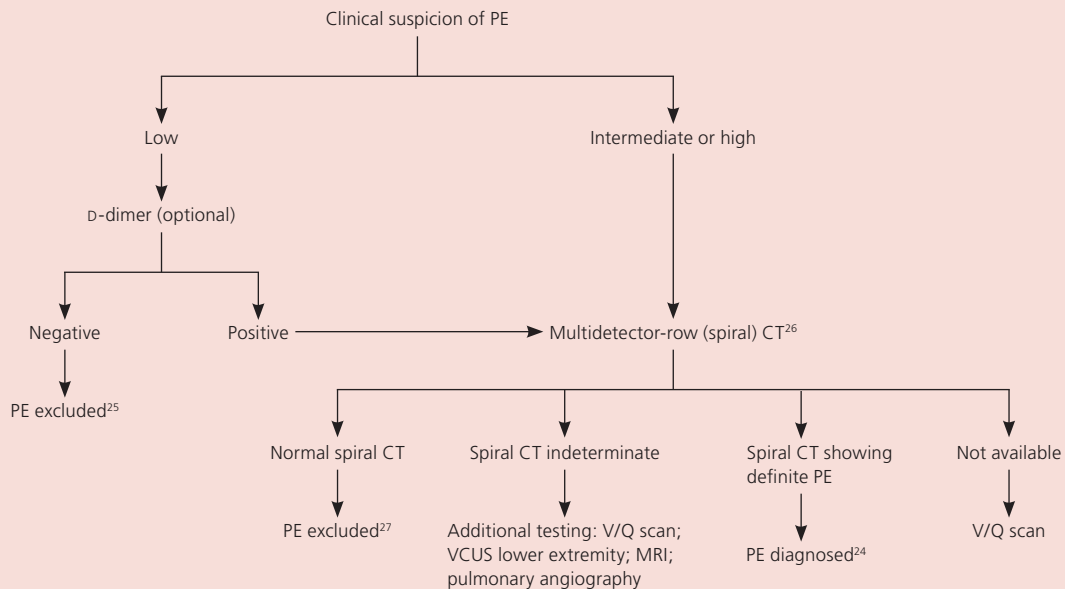 Clinical suspicion of PE
Low
Intermediate or high
D-dimer (optional)
Negative
Positive
Multidetector-row (spiral) CT²⁶
PE excluded²⁵
Normal spiral CT
Spiral CT indeterminate
Spiral CT showing
definite PE
Not available
PE excluded²⁷
Additional testing: V/Q scan;
VCUS lower extremity; MRI;
pulmonary angiography
PE diagnosed²⁴
V/Q scan